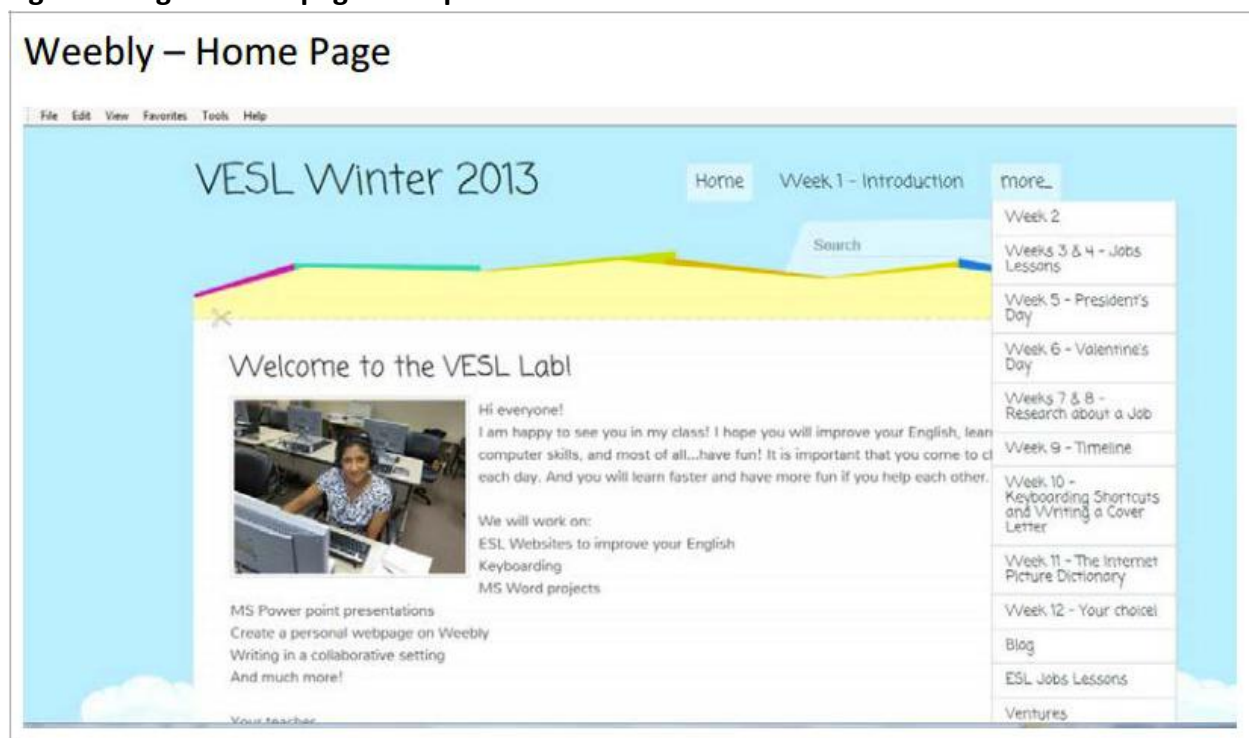 Weebly – Home Page
File Edit View Favorites Tools Help
VESL Winter 2013
Home Week 1 - Introduction more...
Search
Week 2
Weeks 3 & 4 - Jobs
Lessons
Week 5 - President's
Day
Week 6 - Valentine's
Day
Weeks 7 & 8 -
Research about a Job
Week 9 - Timeline
Week 10 -
Keyboarding Shortcuts
and Writing a Cover
Letter
Week 11 - The Internet
Picture Dictionary
Week 12 - Your choice!
Blog
ESL Jobs Lessons
Ventures
Welcome to the VESL Lab!
Hi everyone!
I am happy to see you in my class! I hope you will improve your English, lear
computer skills, and most of all...have fun! It is important that you come to cl
each day. And you will learn faster and have more fun if you help each other.
We will work on:
ESL Websites to improve your English
Keyboarding
MS Word projects
MS Power point presentations
Create a personal webpage on Weebly
Writing in a collaborative setting
And much more!
Your teacher